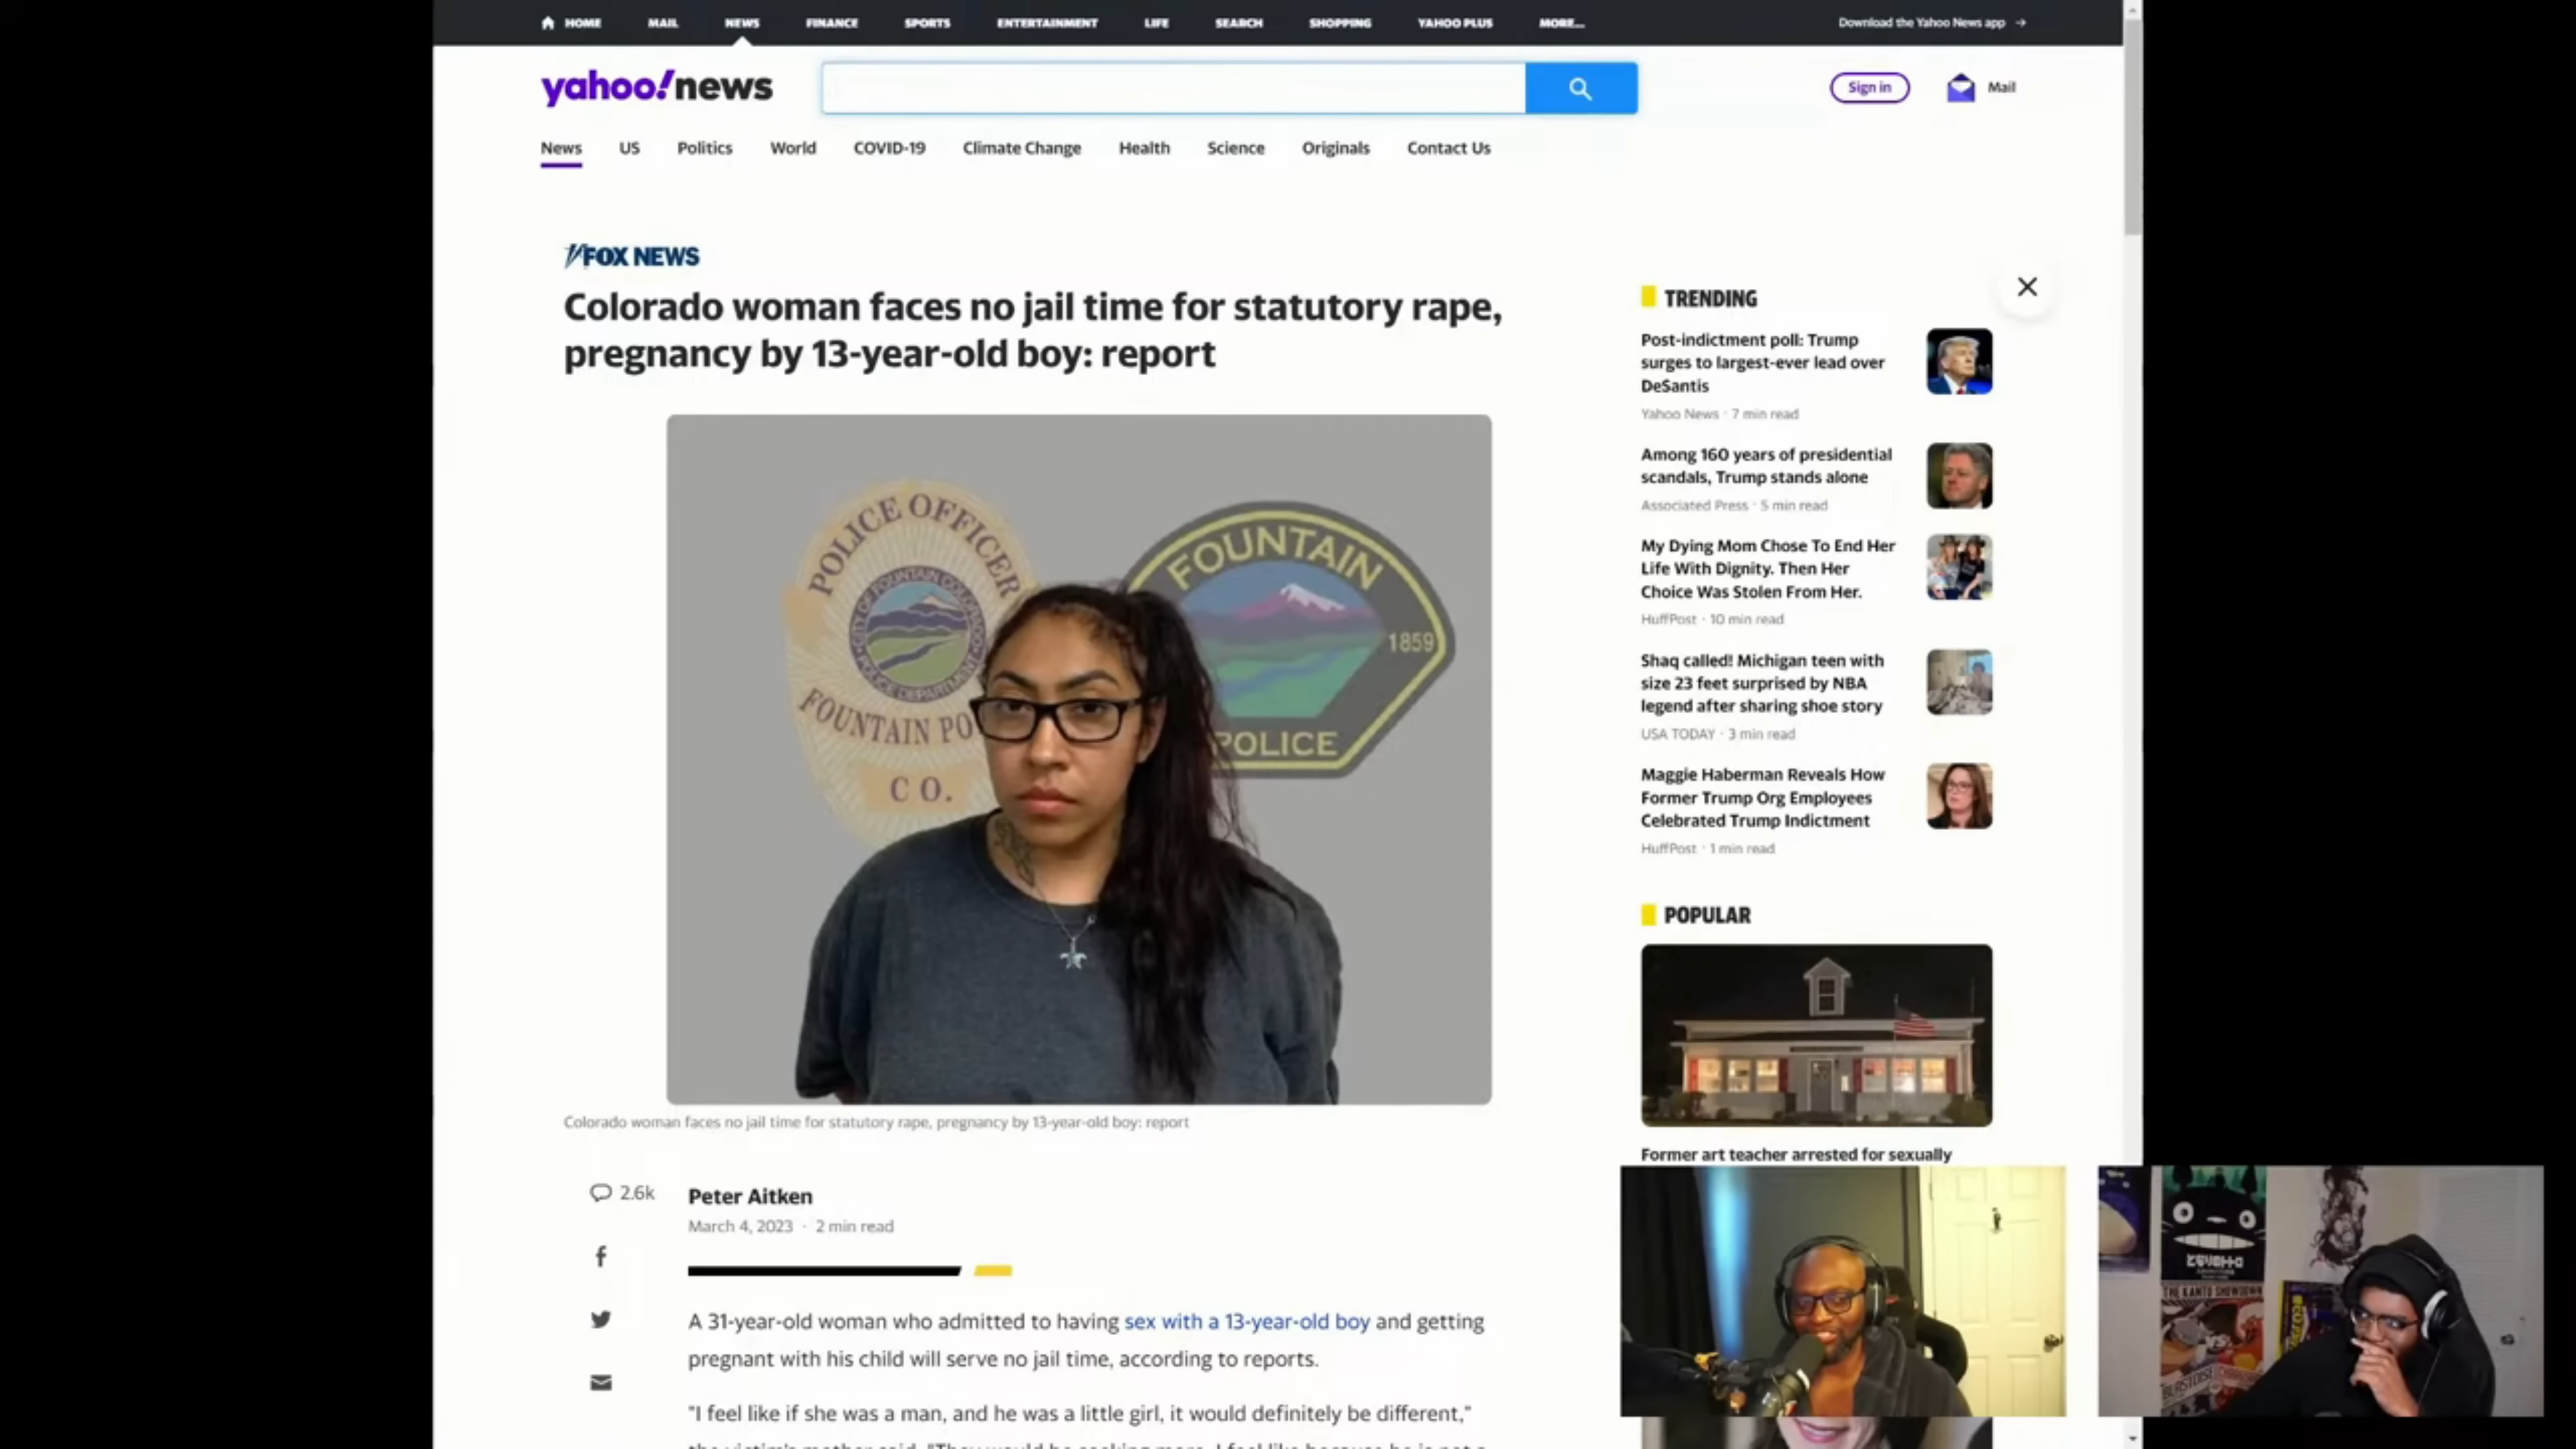 HOME MAIL NEWS FINANCE SPORTS ENTERTAINMENT LIFE SEARCH SHOPPING YAHOO PLUS MORE...
Download the Yahoo News app →
yahoo!news
Sign in
Mail
News US Politics World COVID-19 Climate Change Health Science Originals Contact Us
FOX NEWS
Colorado woman faces no jail time for statutory rape,
pregnancy by 13-year-old boy: report
POLICE OFFICER
CITY OF FOUNTAIN COLORADO
POLICE DEPARTMENT
FOUNTAIN PO
CO.
FOUNTAIN
1859
POLICE
Colorado woman faces no jail time for statutory rape, pregnancy by 13-year-old boy: report
2.6k
Peter Aitken
March 4, 2023 · 2 min read
A 31-year-old woman who admitted to having sex with a 13-year-old boy and getting
pregnant with his child will serve no jail time, according to reports.
"I feel like if she was a man, and he was a little girl, it would definitely be different,"
TRENDING
Post-indictment poll: Trump
surges to largest-ever lead over
DeSantis
Yahoo News · 7 min read
Among 160 years of presidential
scandals, Trump stands alone
Associated Press · 5 min read
My Dying Mom Chose To End Her
Life With Dignity. Then Her
Choice Was Stolen From Her.
HuffPost · 10 min read
Shaq called! Michigan teen with
size 23 feet surprised by NBA
legend after sharing shoe story
USA TODAY · 3 min read
Maggie Haberman Reveals How
Former Trump Org Employees
Celebrated Trump Indictment
HuffPost · 1 min read
POPULAR
Former art teacher arrested for sexually
THE KANTO SHOWDOWN
BLASTOISE